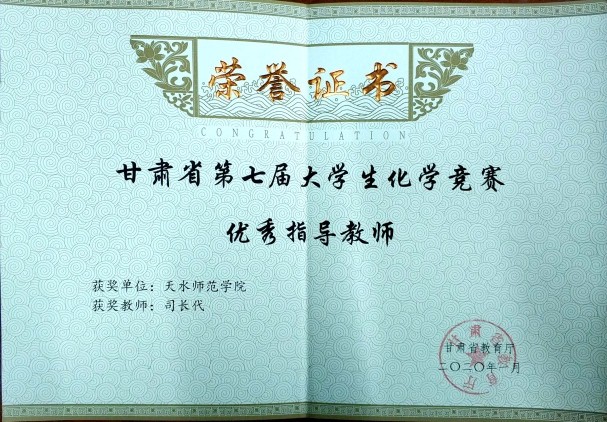 荣誉证书
CONGRATULATION
甘肃省第七届大学生化学竞赛
优秀指导教师
获奖单位：天水师范学院
获奖教师：司长代
甘肃省教育厅
二〇二〇年一月